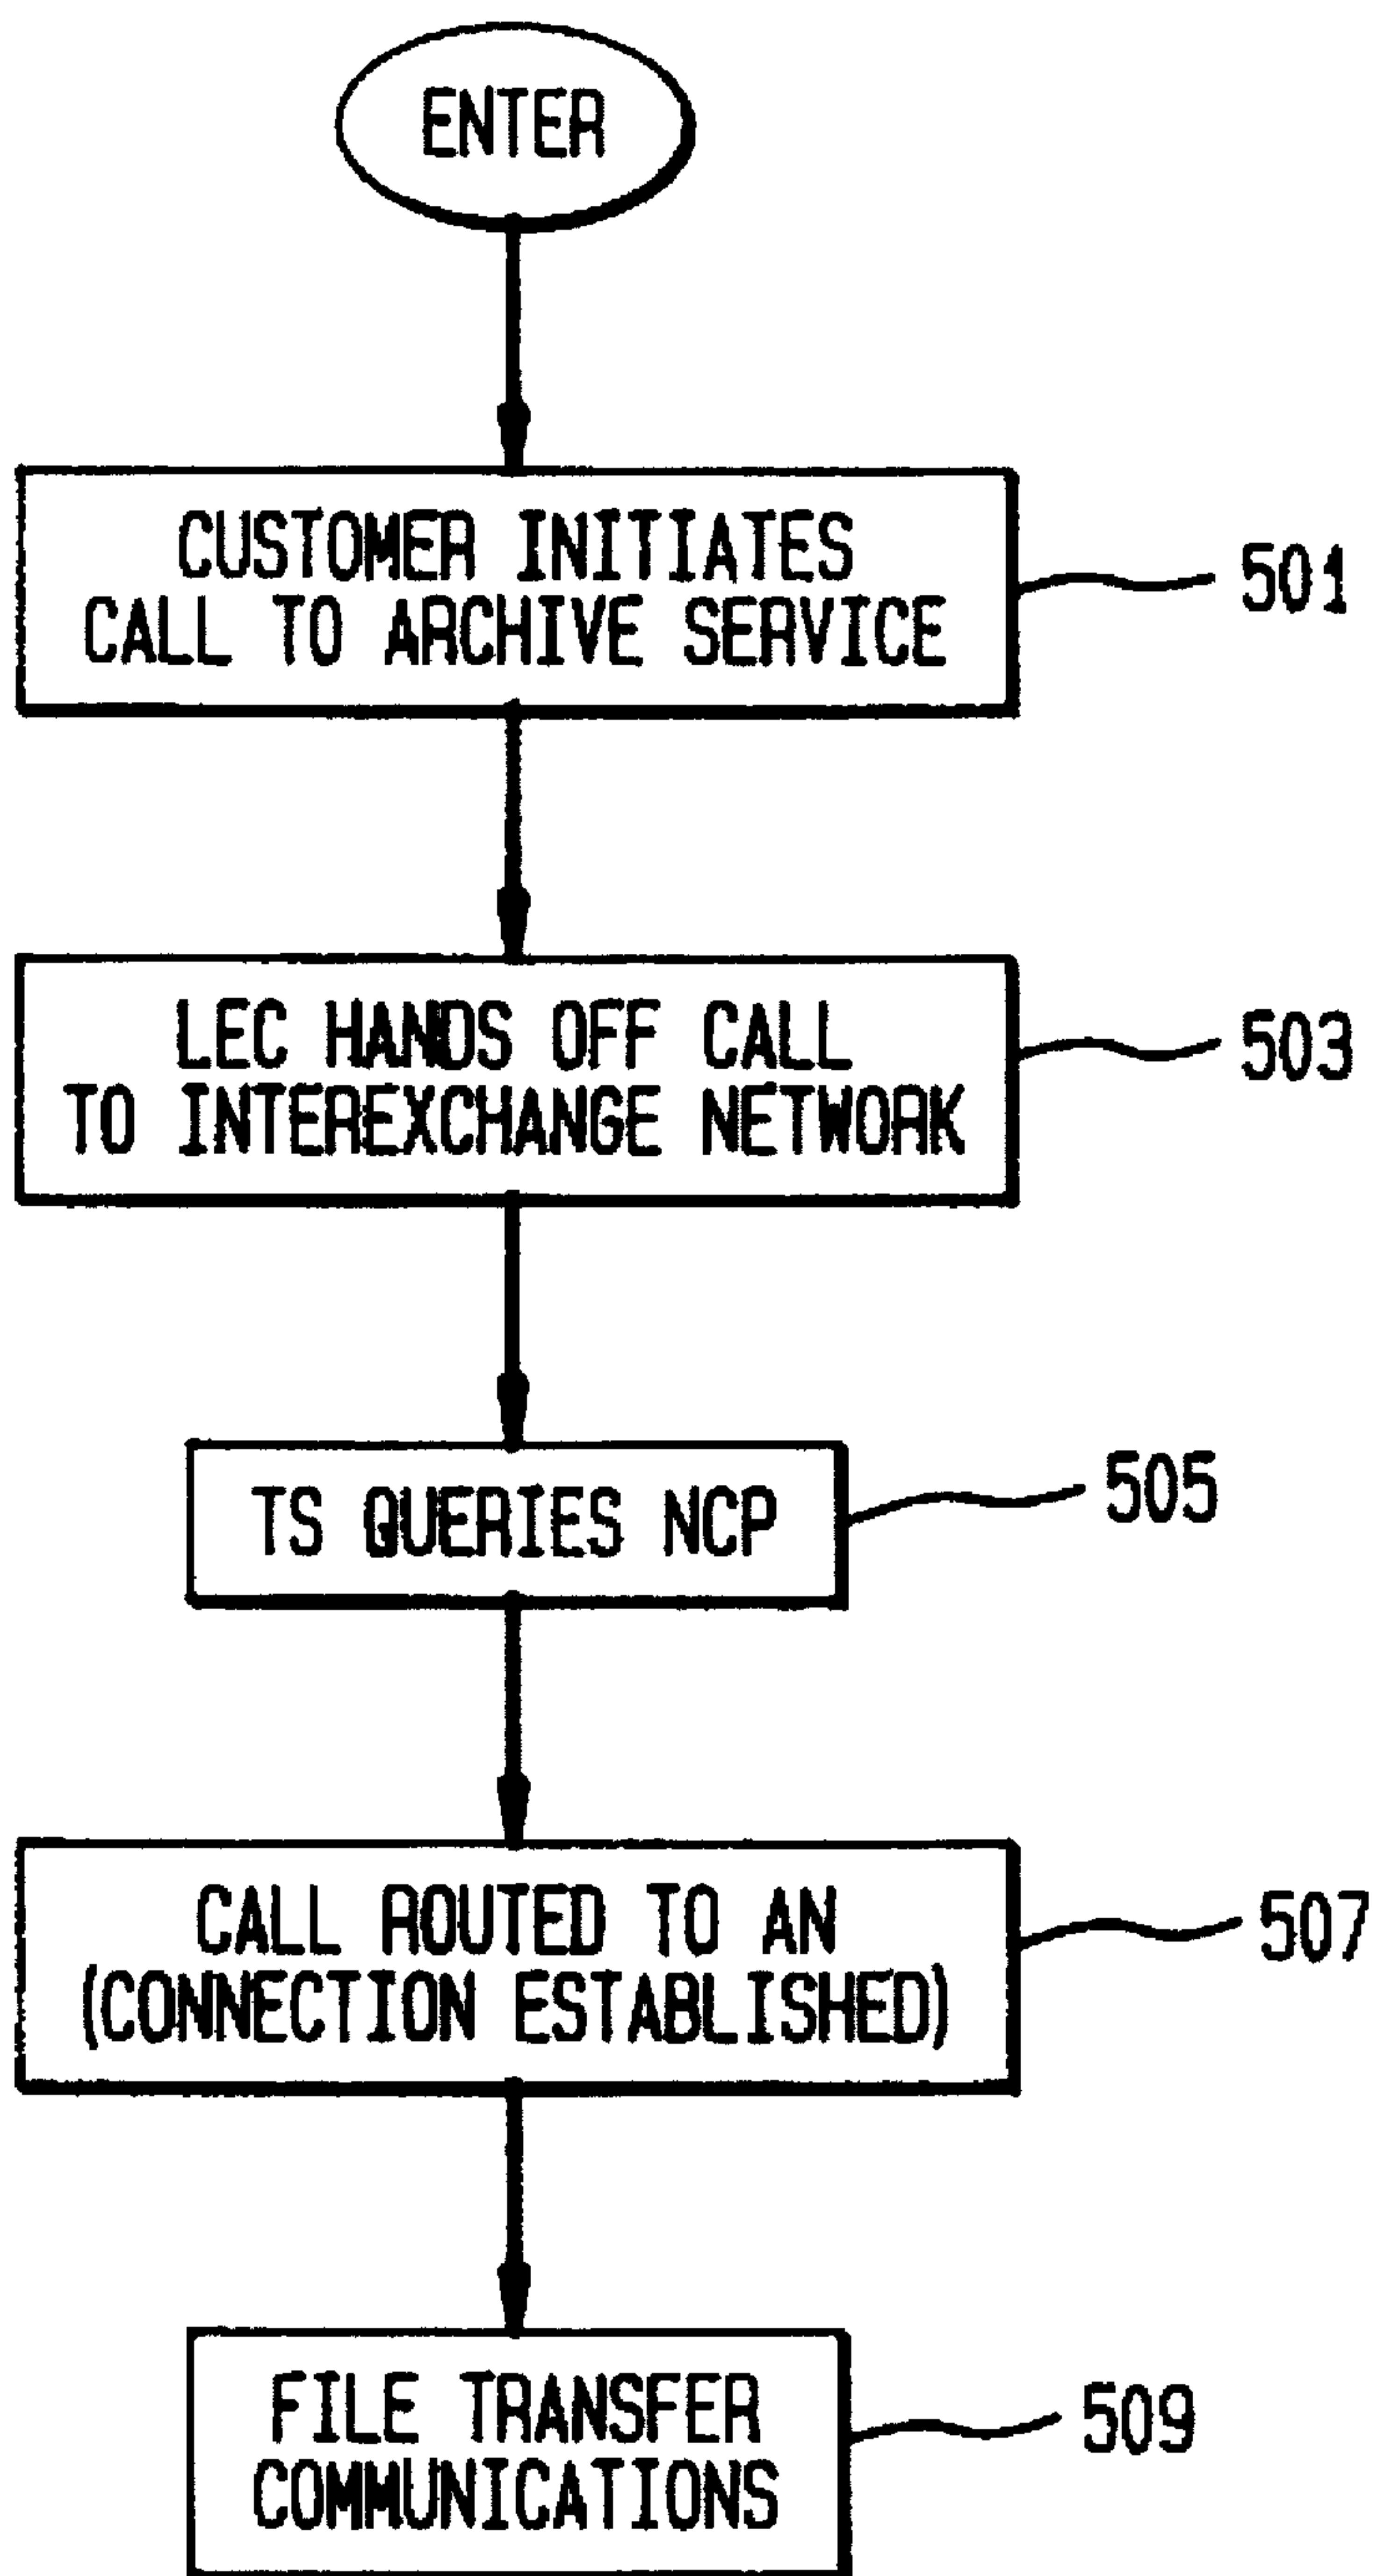 ENTER
CUSTOMER INITIATES
CALL TO ARCHIVE SERVICE
501
LEC HANDS OFF CALL
TO INTEREXCHANGE NETWORK
503
TS QUERIES NCP
505
CALL ROUTED TO AN
(CONNECTION ESTABLISHED)
507
FILE TRANSFER
COMMUNICATIONS
509